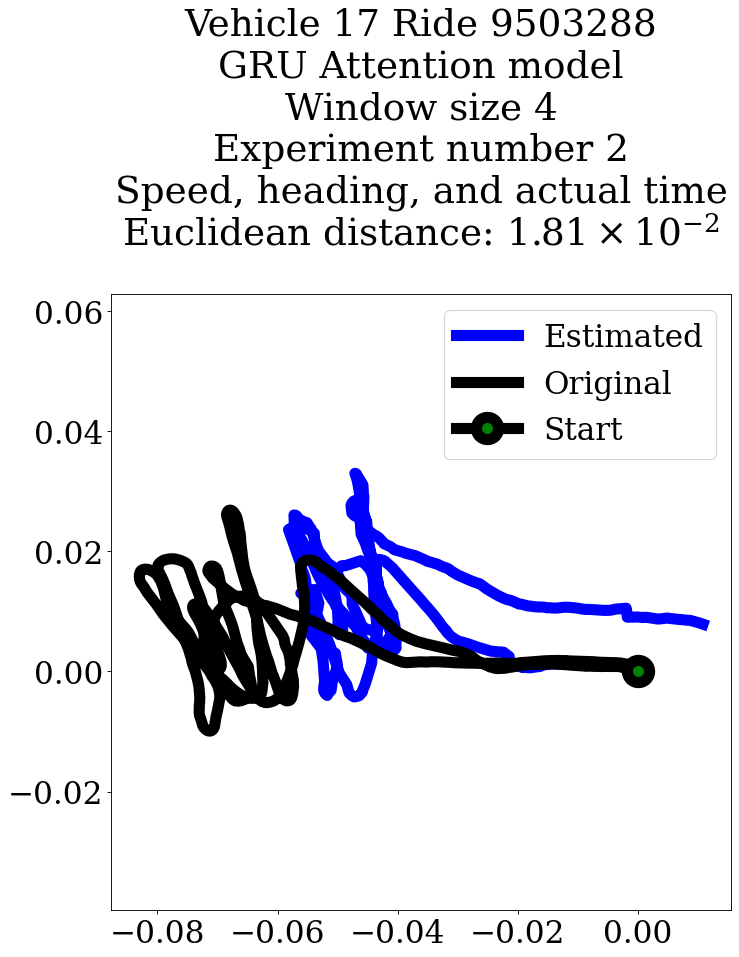 Vehicle 17 Ride 9503288
GRU Attention model
Window size 4
Experiment number 2
Speed, heading, and actual time
Euclidean distance: 1.81 × 10⁻²
Estimated
Original
Start
0.06
0.04
0.02
0.00
−0.02
−0.08
−0.06
−0.04
−0.02
0.00